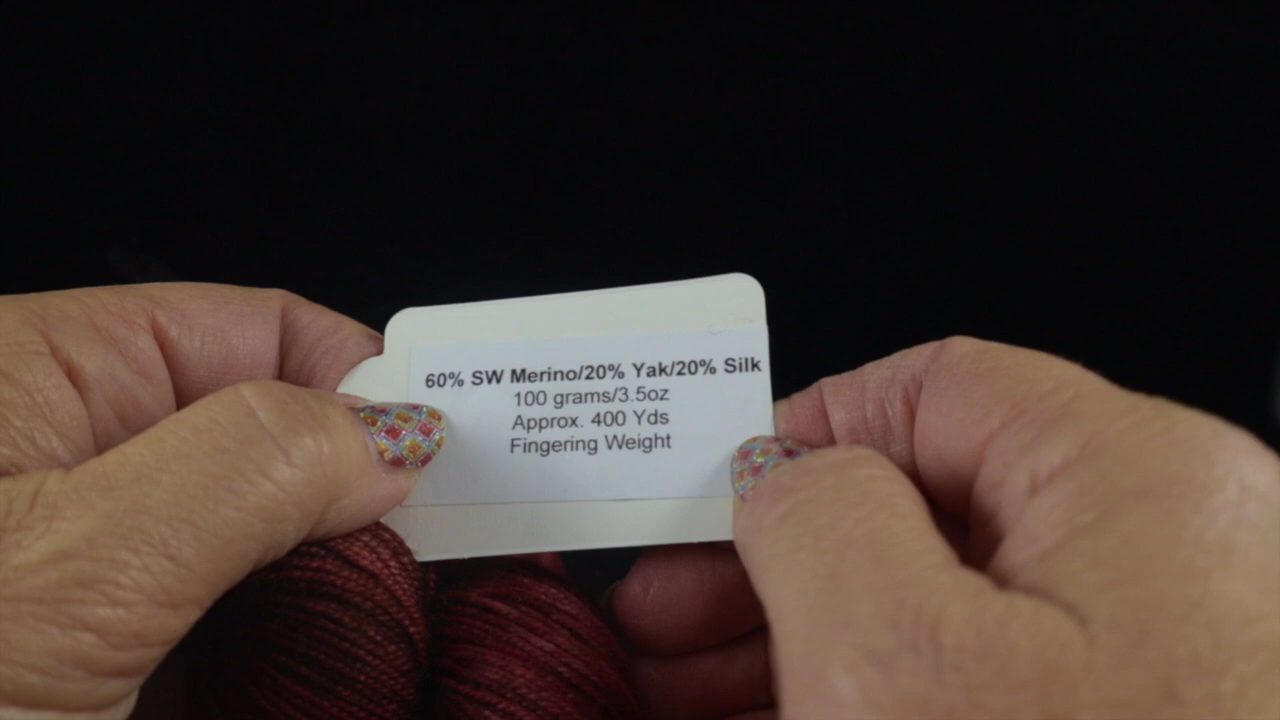 60% SW Merino/20% Yak/20% Silk
100 grams/3.5oz
Approx. 400 Yds
Fingering Weight